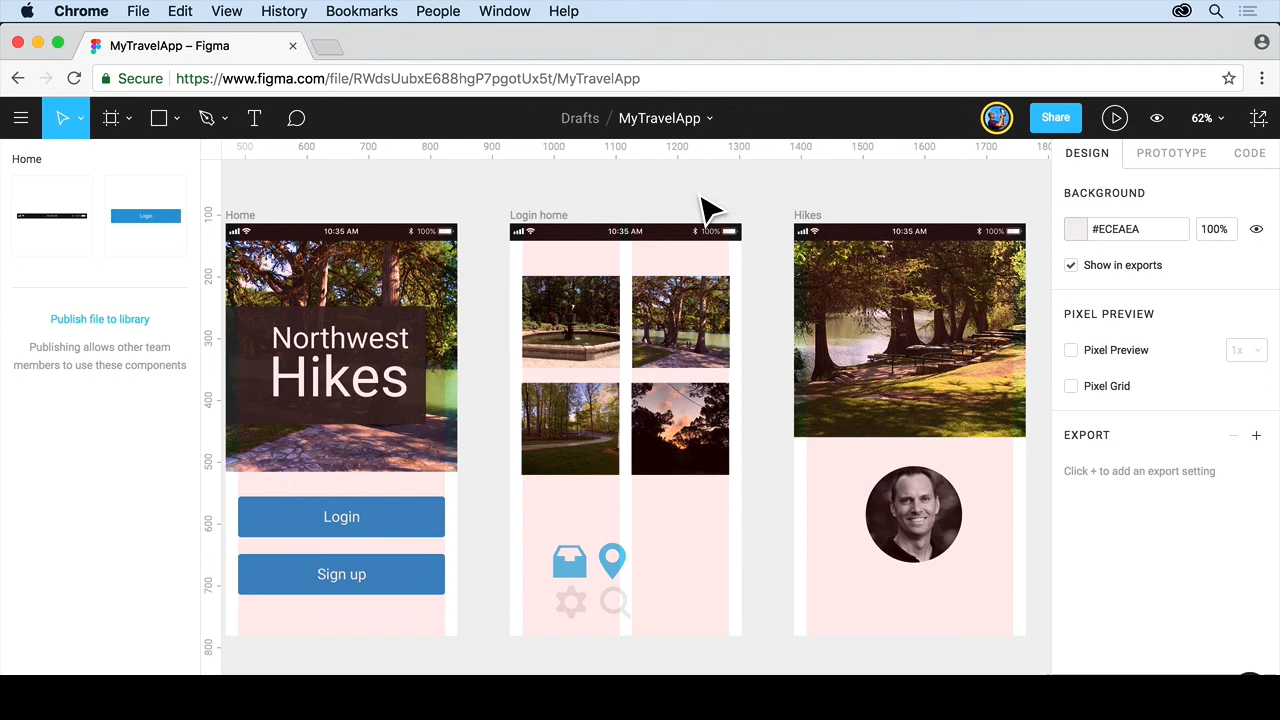 Chrome File Edit View History Bookmarks People Window Help
MyTravelApp – Figma
Secure https://www.figma.com/file/RWdsUubxE688hgP7pgotUx5t/MyTravelApp
Drafts / MyTravelApp
Share
62%
Home
Login
Publish file to library
Publishing allows other team
members to use these components
500 600 700 800 900 1000 1100 1200 1300 1400 1500 1600 1700 180
100
200
300
400
500
600
700
800
Home
10:35 AM 100%
Northwest
Hikes
Login
Sign up
Login home
10:35 AM 100%
Hikes
10:35 AM 100%
DESIGN PROTOTYPE CODE
BACKGROUND
#ECEAEA 100%
Show in exports
PIXEL PREVIEW
Pixel Preview 1x
Pixel Grid
EXPORT
Click + to add an export setting